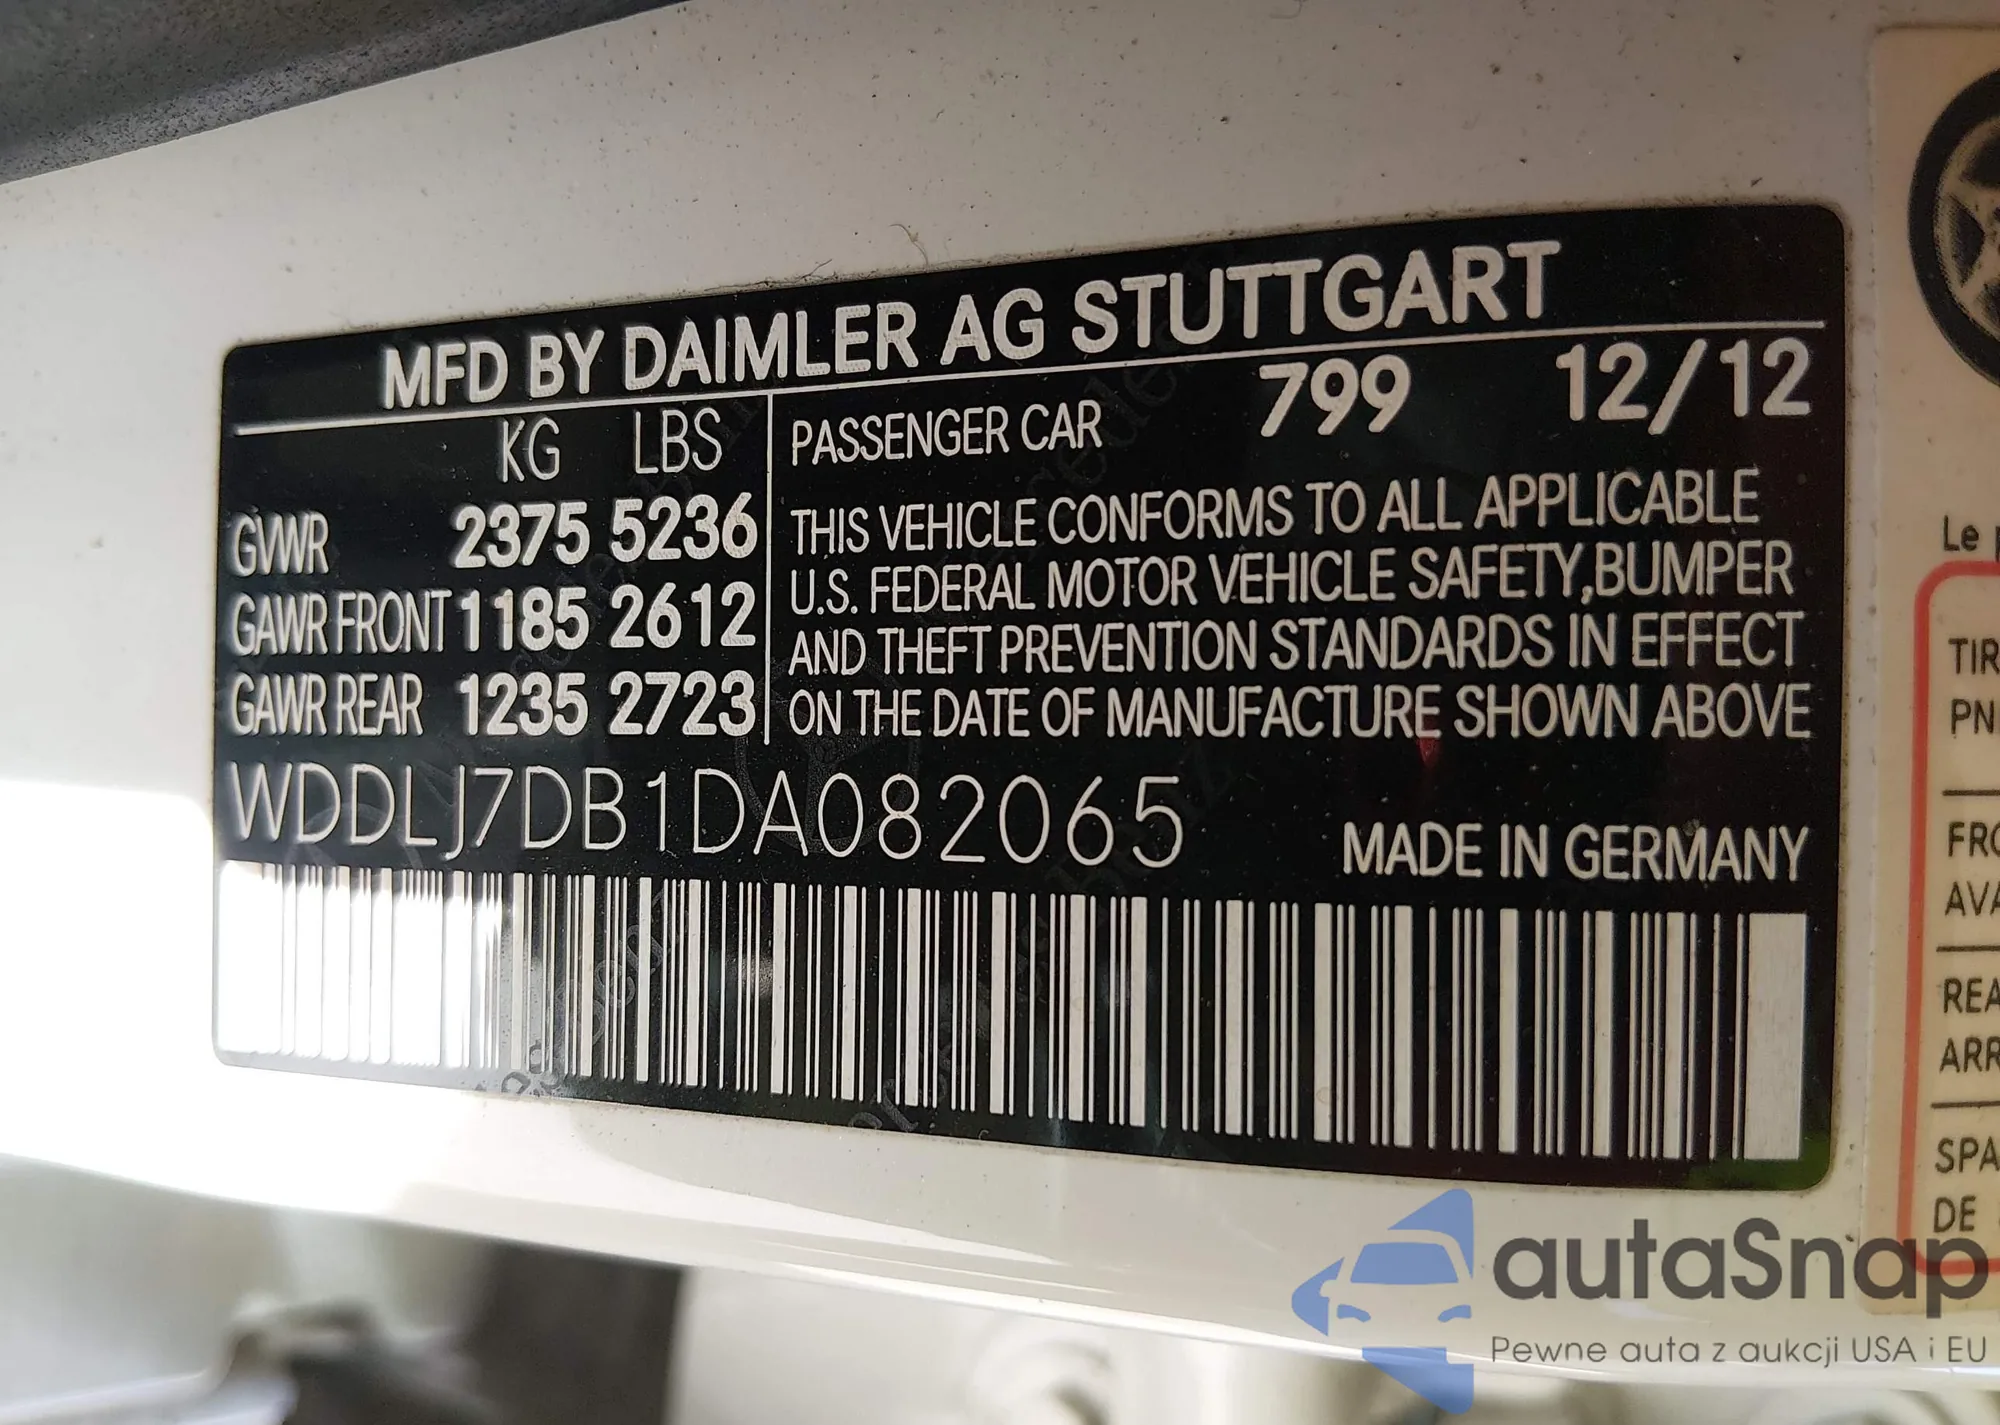 MFD BY DAIMLER AG STUTTGART
KG LBS
GVWR 2375 5236
GAWR FRONT 1185 2612
GAWR REAR 1235 2723
PASSENGER CAR 799 12/12
THIS VEHICLE CONFORMS TO ALL APPLICABLE
U.S. FEDERAL MOTOR VEHICLE SAFETY,BUMPER
AND THEFT PREVENTION STANDARDS IN EFFECT
ON THE DATE OF MANUFACTURE SHOWN ABOVE
WDDLJ7DB1DA082065
MADE IN GERMANY
Le
DE
autaSnap
Pewne auta z aukcji USA i EU